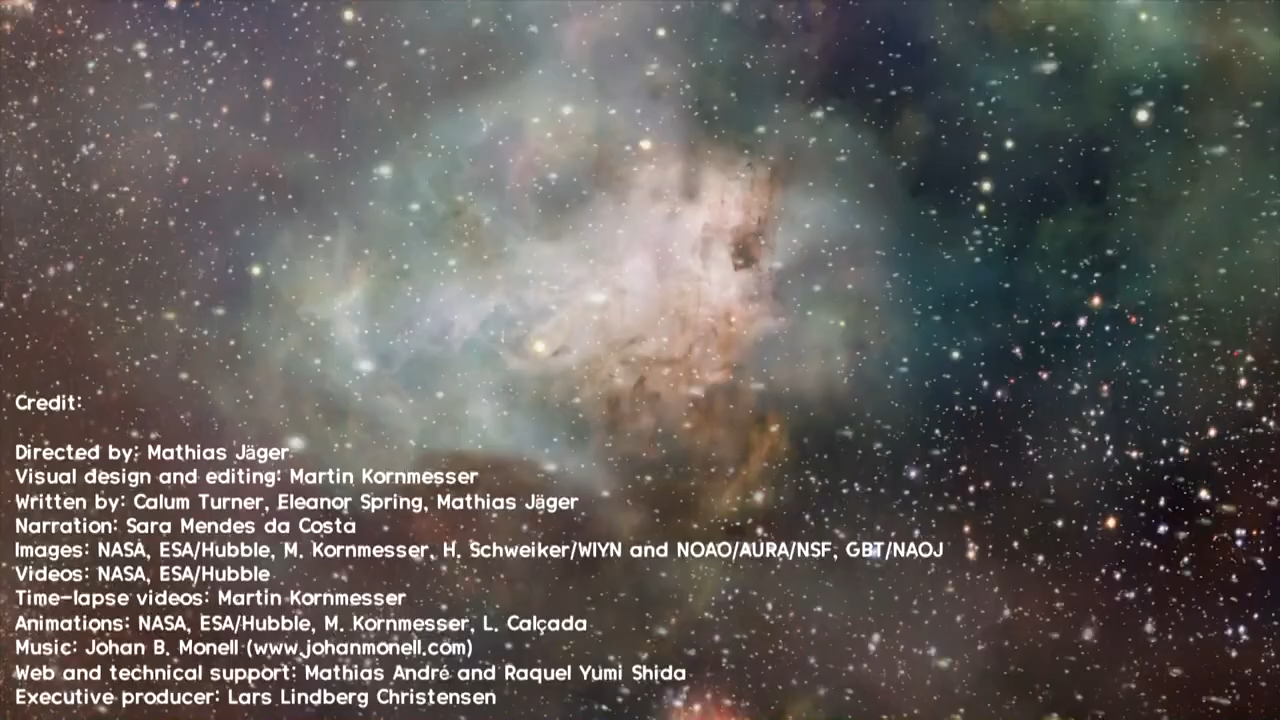 Credit:
Directed by: Mathias Jäger
Visual design and editing: Martin Kornmesser
Written by: Calum Turner, Eleanor Spring, Mathias Jäger
Narration: Sara Mendes da Costa
Images: NASA, ESA/Hubble, M. Kornmesser, H. Schweiker/WIYN and NOAO/AURA/NSF, GBT/NAOJ
Videos: NASA, ESA/Hubble
Time-lapse videos: Martin Kornmesser
Animations: NASA, ESA/Hubble, M. Kornmesser, L. Calçada
Music: Johan B. Monell (www.johanmonell.com)
Web and technical support: Mathias André and Raquel Yumi Shida
Executive producer: Lars Lindberg Christensen